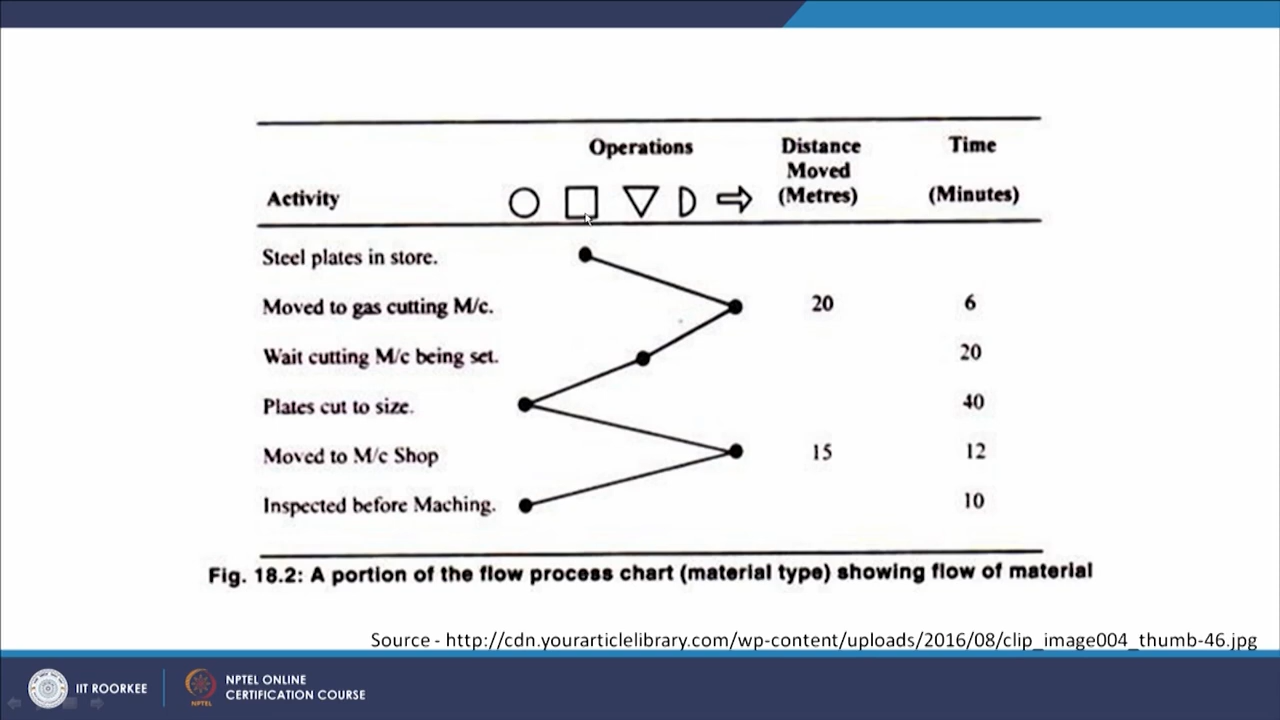 Operations Distance Time
Moved
Activity (Metres) (Minutes)
Steel plates in store.
Moved to gas cutting M/c. 20 6
Wait cutting M/c being set. 20
Plates cut to size. 40
Moved to M/c Shop 15 12
Inspected before Maching. 10
Fig. 18.2: A portion of the flow process chart (material type) showing flow of material
Source - http://cdn.yourarticlelibrary.com/wp-content/uploads/2016/08/clip_image004_thumb-46.jpg
IIT ROORKEE
NPTEL
NPTEL ONLINE
CERTIFICATION COURSE